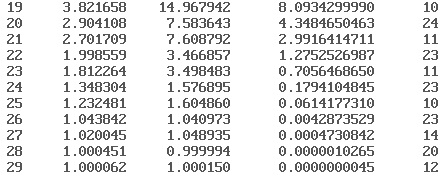 19 3.821658 14.967942 8.0934299990 10
20 2.904108 7.583643 4.3484650463 24
21 2.701709 7.608792 2.9916414711 11
22 1.998559 3.466857 1.2752526987 23
23 1.812264 3.498483 0.7056468650 11
24 1.348304 1.576895 0.1794104845 23
25 1.232481 1.604860 0.0614177310 10
26 1.043842 1.040973 0.0042873529 23
27 1.020045 1.048935 0.0004730842 14
28 1.000451 0.999994 0.0000010265 20
29 1.000062 1.000150 0.0000000045 12